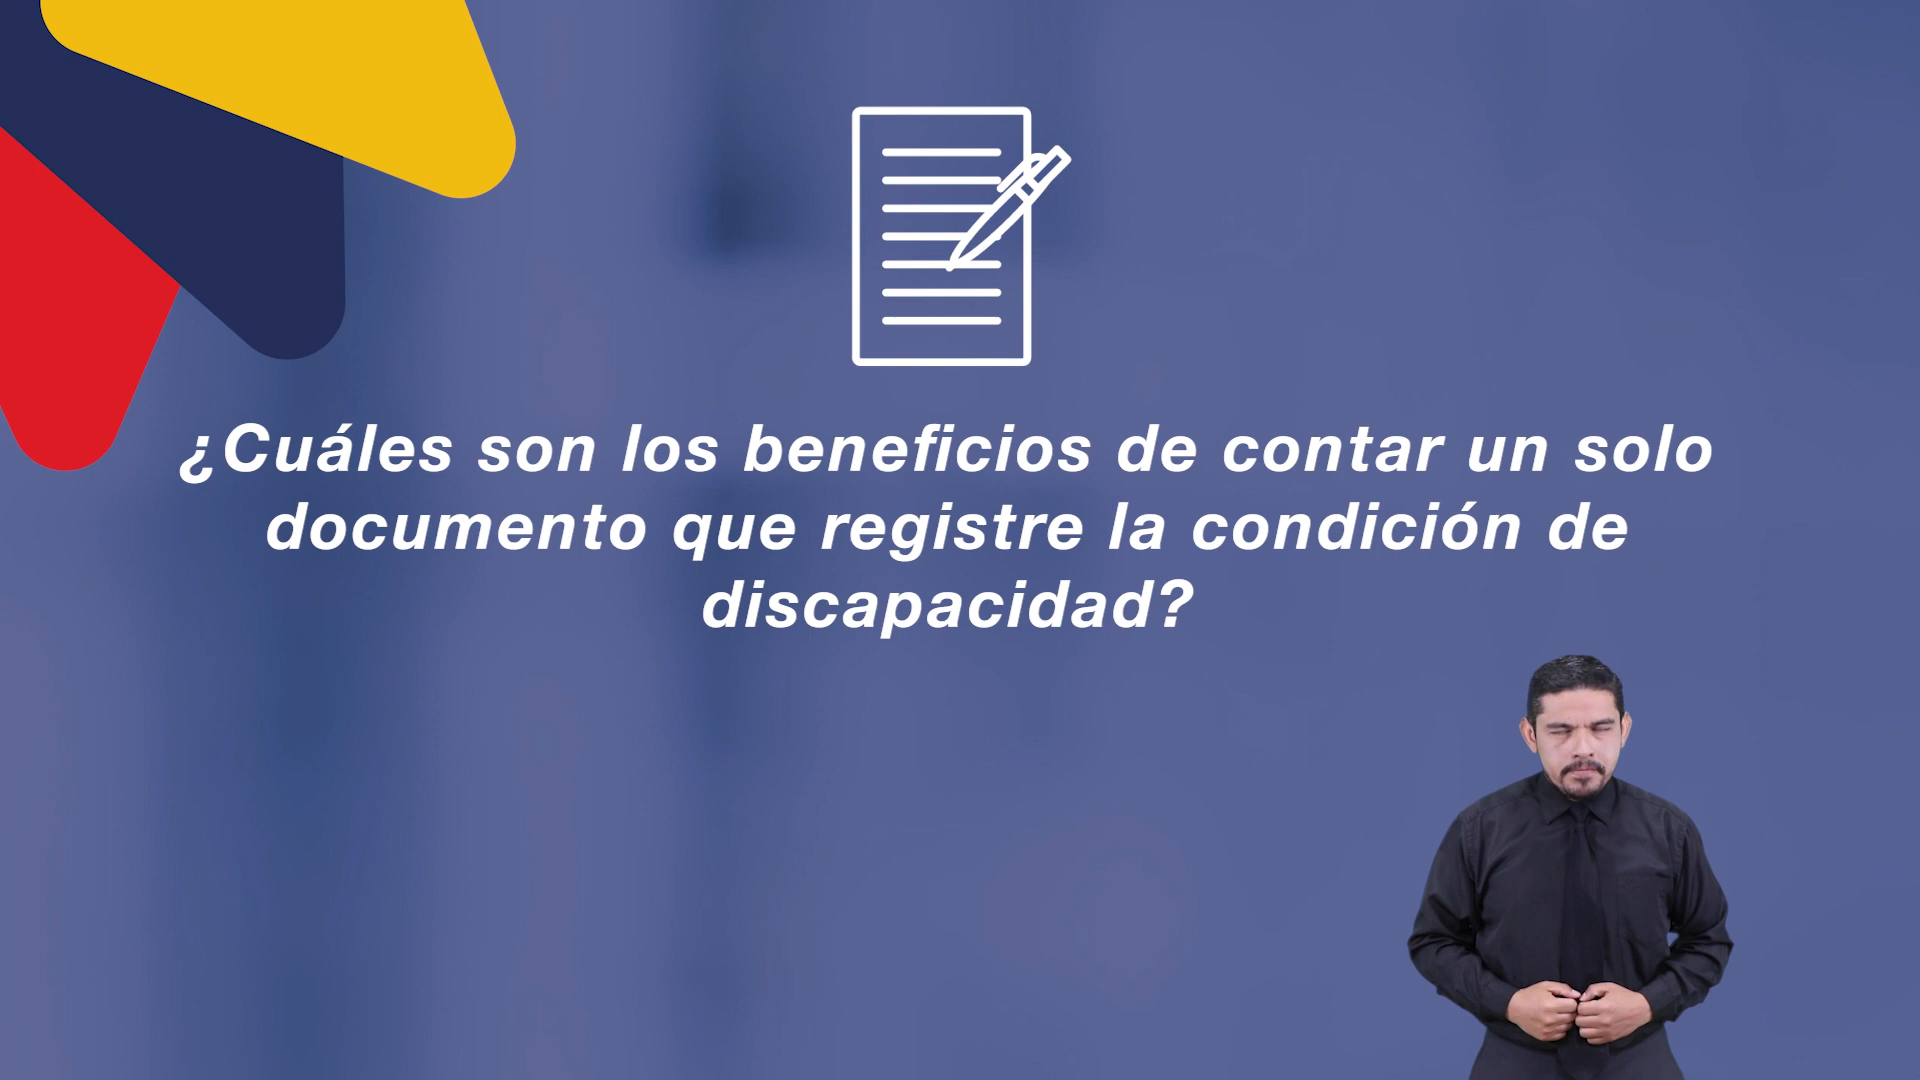 ¿Cuáles son los beneficios de contar un solo
documento que registre la condición de
discapacidad?